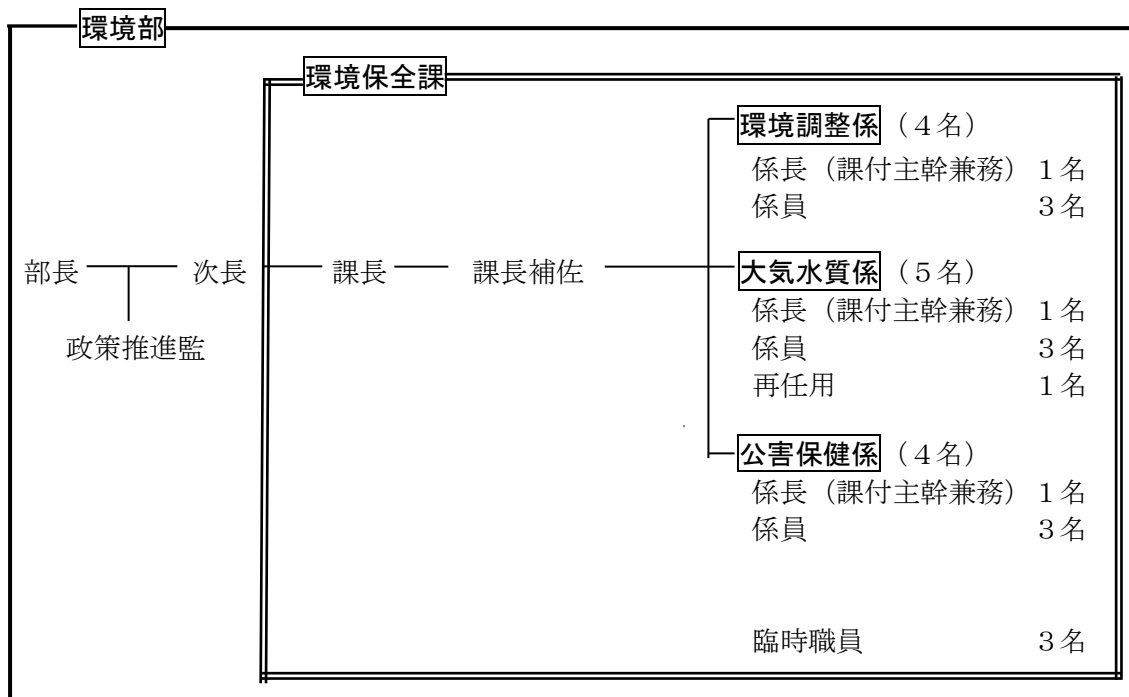 環境部
環境保全課
環境調整係（４名）
係長（課付主幹兼務）１名
係員　３名
部長　次長　課長　課長補佐　大気水質係（５名）
係長（課付主幹兼務）１名
政策推進監　係員　３名
再任用　１名
公害保健係（４名）
係長（課付主幹兼務）１名
係員　３名
臨時職員　３名